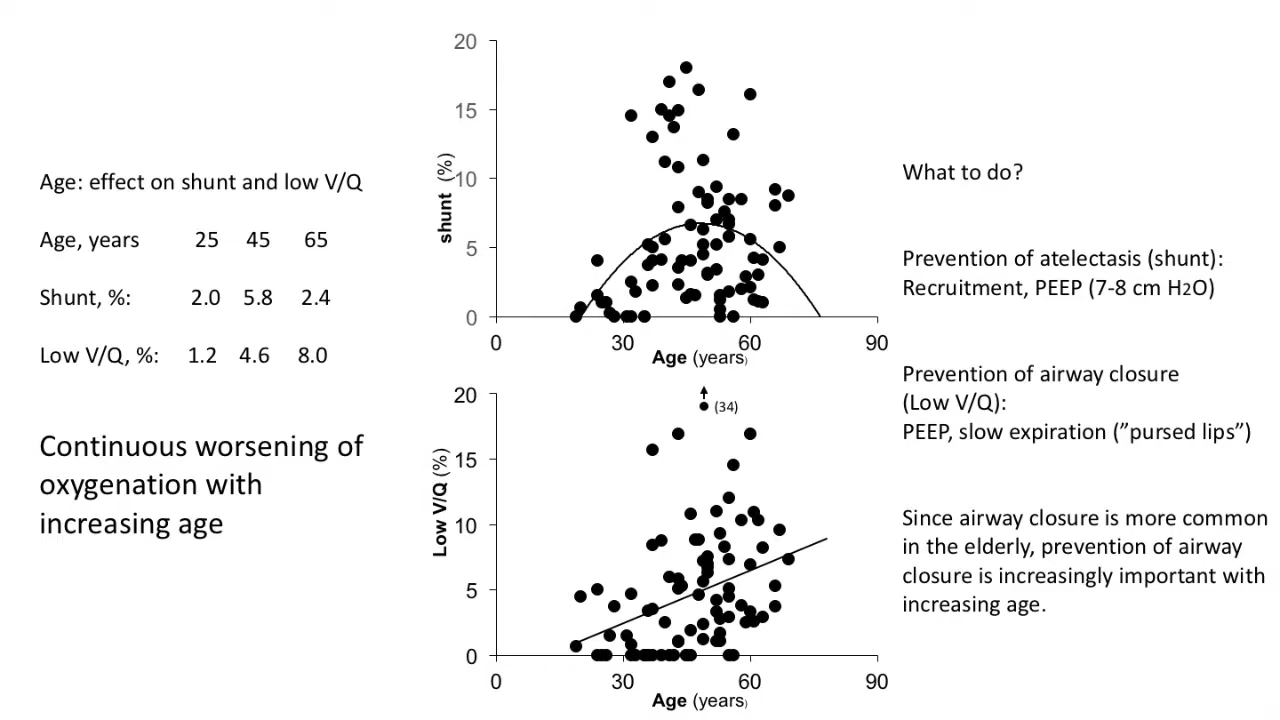 Age: effect on shunt and low V/Q
Age, years 25 45 65
Shunt, %: 2.0 5.8 2.4
Low V/Q, %: 1.2 4.6 8.0
Continuous worsening of
oxygenation with
increasing age
20
15
10
5
0
shunt (%)
0 30 60 90
Age (years)
(34)
20
15
10
5
0
Low V/Q (%)
0 30 60 90
Age (years)
What to do?
Prevention of atelectasis (shunt):
Recruitment, PEEP (7-8 cm H2O)
Prevention of airway closure
(Low V/Q):
PEEP, slow expiration (”pursed lips”)
Since airway closure is more common
in the elderly, prevention of airway
closure is increasingly important with
increasing age.